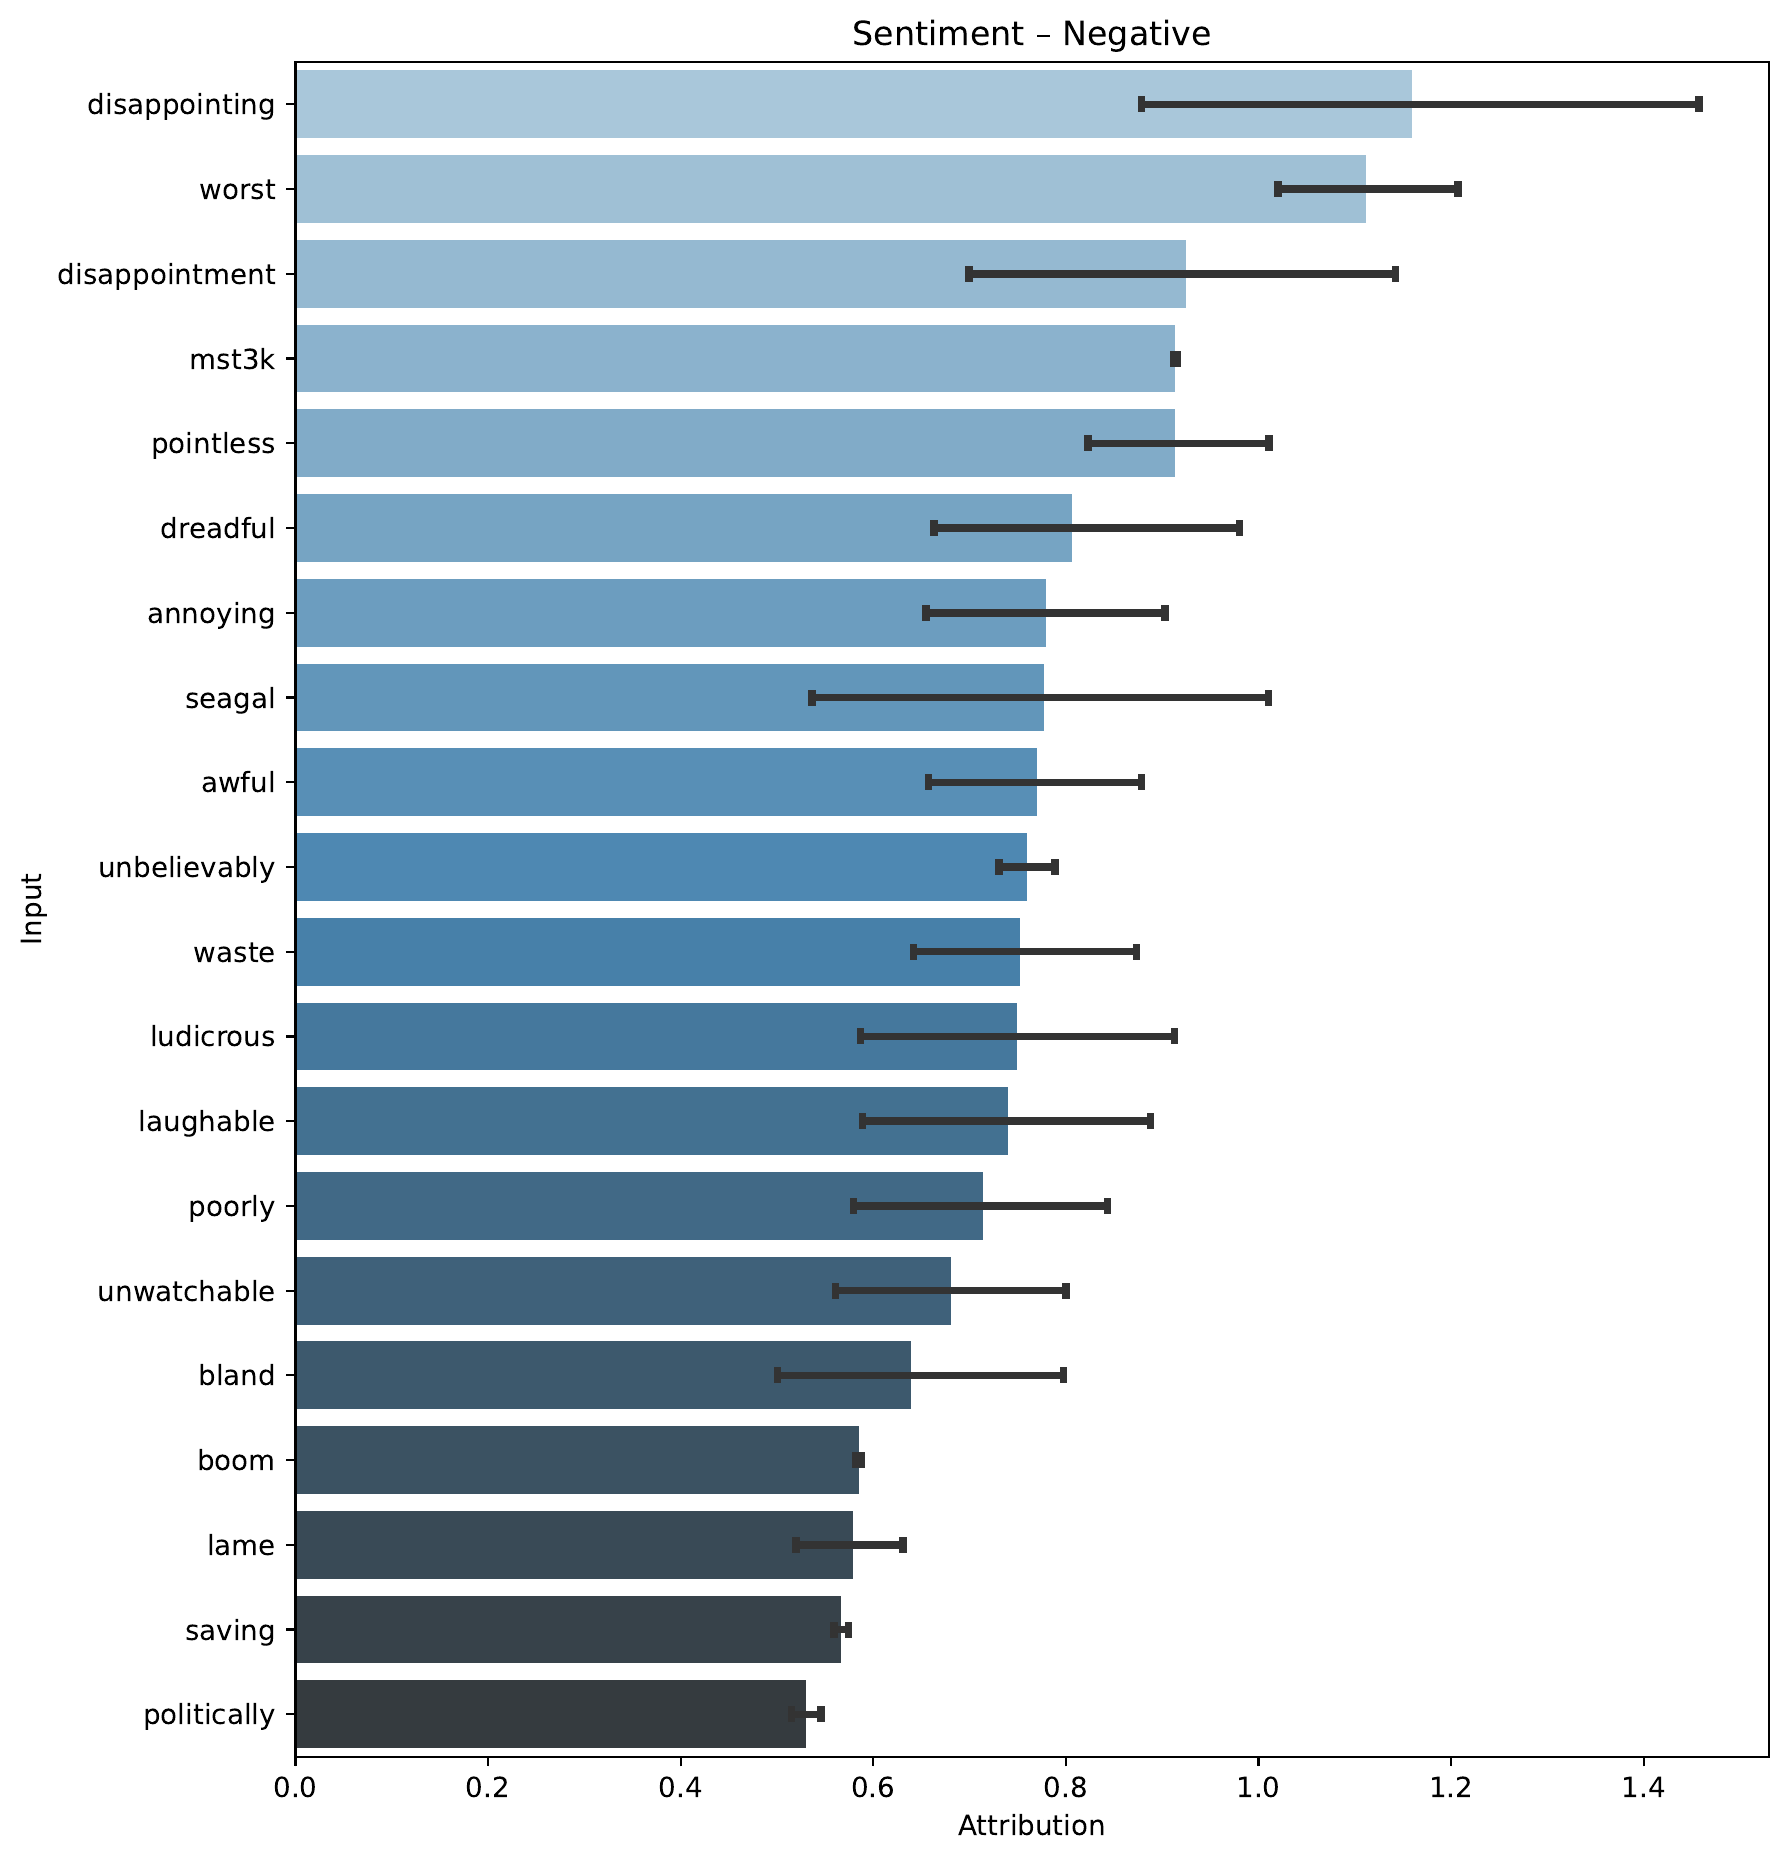 Sentiment – Negative
disappointing
worst
disappointment
mst3k
pointless
dreadful
annoying
seagal
awful
unbelievably
waste
ludicrous
laughable
poorly
unwatchable
bland
boom
lame
saving
politically
Input
0.0 0.2 0.4 0.6 0.8 1.0 1.2 1.4
Attribution